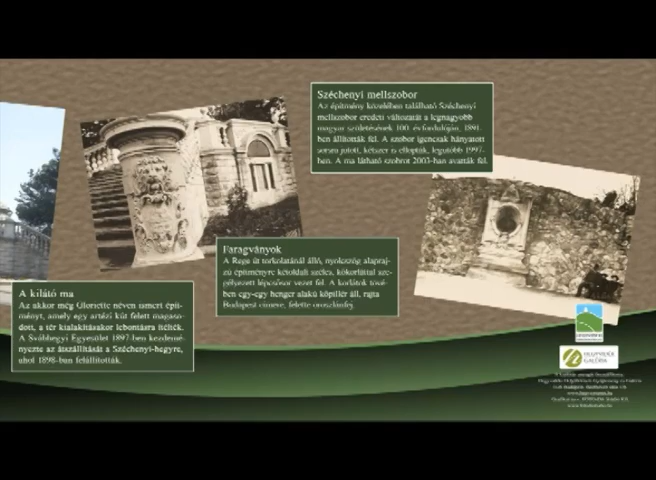 Széchenyi mellszobor
Az építmény közelében található Széchenyi
mellszobor eredeti változatát a legnagyobb
magyar születésének 100. évfordulóján, 1891-
ben állították fel. A szobor igencsak hányatott
sorsra jutott, kétszer is ellopták, legutóbb 1997-
ben. A ma látható szobrot 2003-ban avatták fel.
Faragványok
A Rege út torkolatánál álló, nyolcszög alapraj-
zú építményre kétoldalt széles, kőkorláttal sze-
gélyezett lépcsősor vezet fel. A korlátok tövé-
ben egy-egy henger alakú kőpillér áll, rajta
Budapest címere, felette oroszlánfej.
A kilátó ma
Az akkor még Gloriette néven ismert épít-
ményt, amely egy artézi kút felett magaso-
dott, a tér kialakításakor lebontásra ítélték.
A Svábhegyi Egyesület 1897-ben kezdemé-
nyezte az átszállítását a Széchenyi-hegyre,
ahol 1898-ban felállították.
HEGYVIDÉK
GALÉRIA